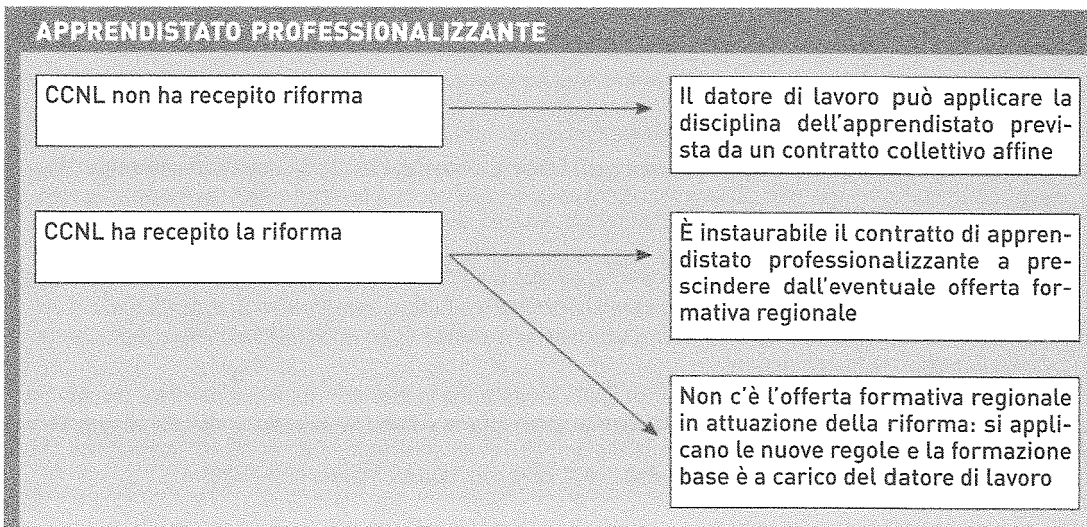 APPRENDISTATO PROFESSIONALIZZANTE
CCNL non ha recepito riforma
Il datore di lavoro può applicare la
disciplina dell'apprendistato previ-
sta da un contratto collettivo affine
CCNL ha recepito la riforma
È instaurabile il contratto di appren-
distato professionalizzante a pre-
scindere dall'eventuale offerta for-
mativa regionale
Non c'è l'offerta formativa regionale
in attuazione della riforma: si appli-
cano le nuove regole e la formazione
base è a carico del datore di lavoro